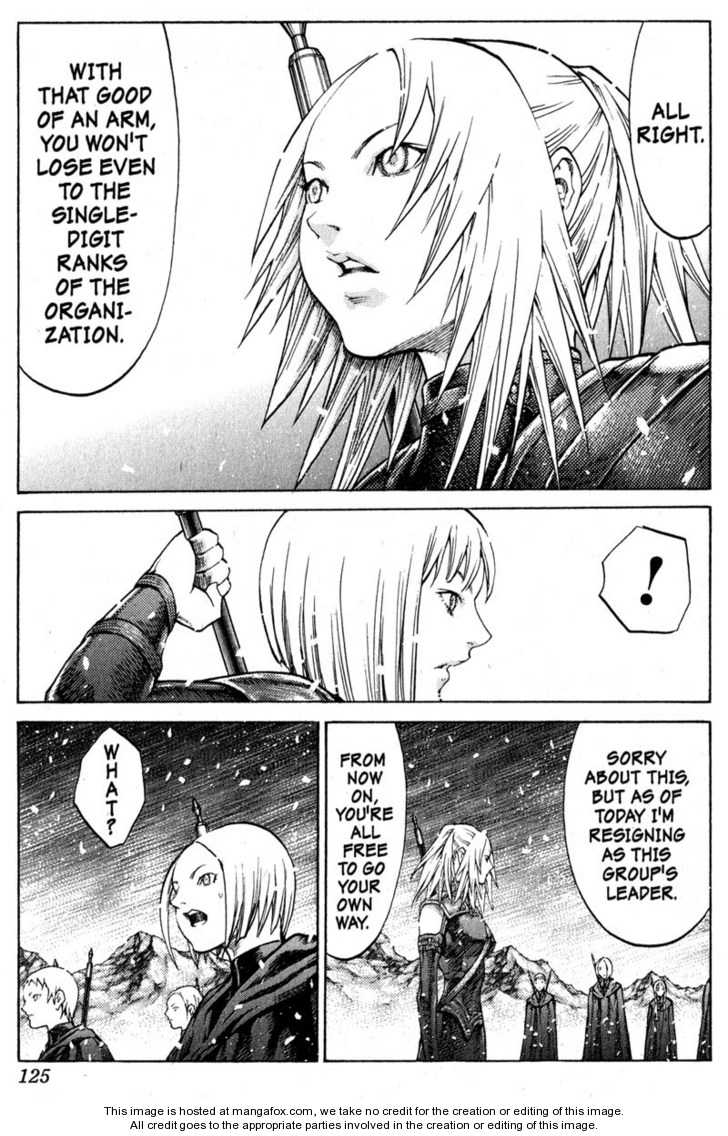 ALL
RIGHT.
WITH
THAT GOOD
OF AN ARM,
YOU WON'T
LOSE EVEN
TO THE
SINGLE-
DIGIT
RANKS
OF THE
ORGANI-
ZATION.
!
SORRY
ABOUT THIS,
BUT AS OF
TODAY I'M
RESIGNING
AS THIS
GROUP'S
LEADER.
FROM
NOW
ON,
YOU'RE
ALL
FREE
TO GO
YOUR
OWN
WAY.
WHAT?
125
This image is hosted at mangafox.com, we take no credit for the creation or editing of this image.
All credit goes to the appropriate parties involved in the creation or editing of this image.